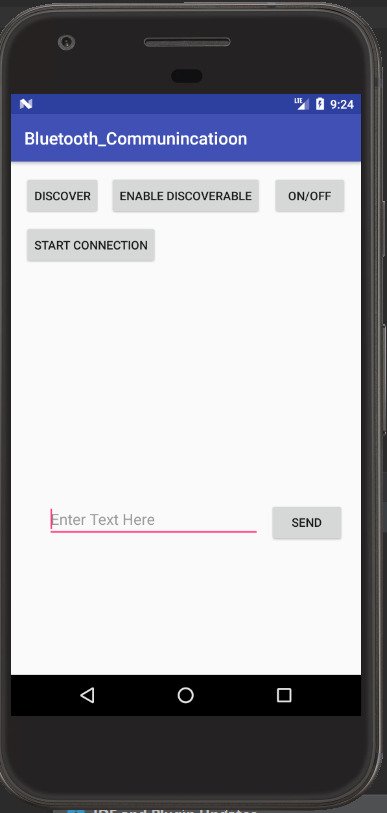 LTE 9:24
Bluetooth_Communincatioon
DISCOVER ENABLE DISCOVERABLE ON/OFF
START CONNECTION
Enter Text Here SEND
IDE and Plugin Updates